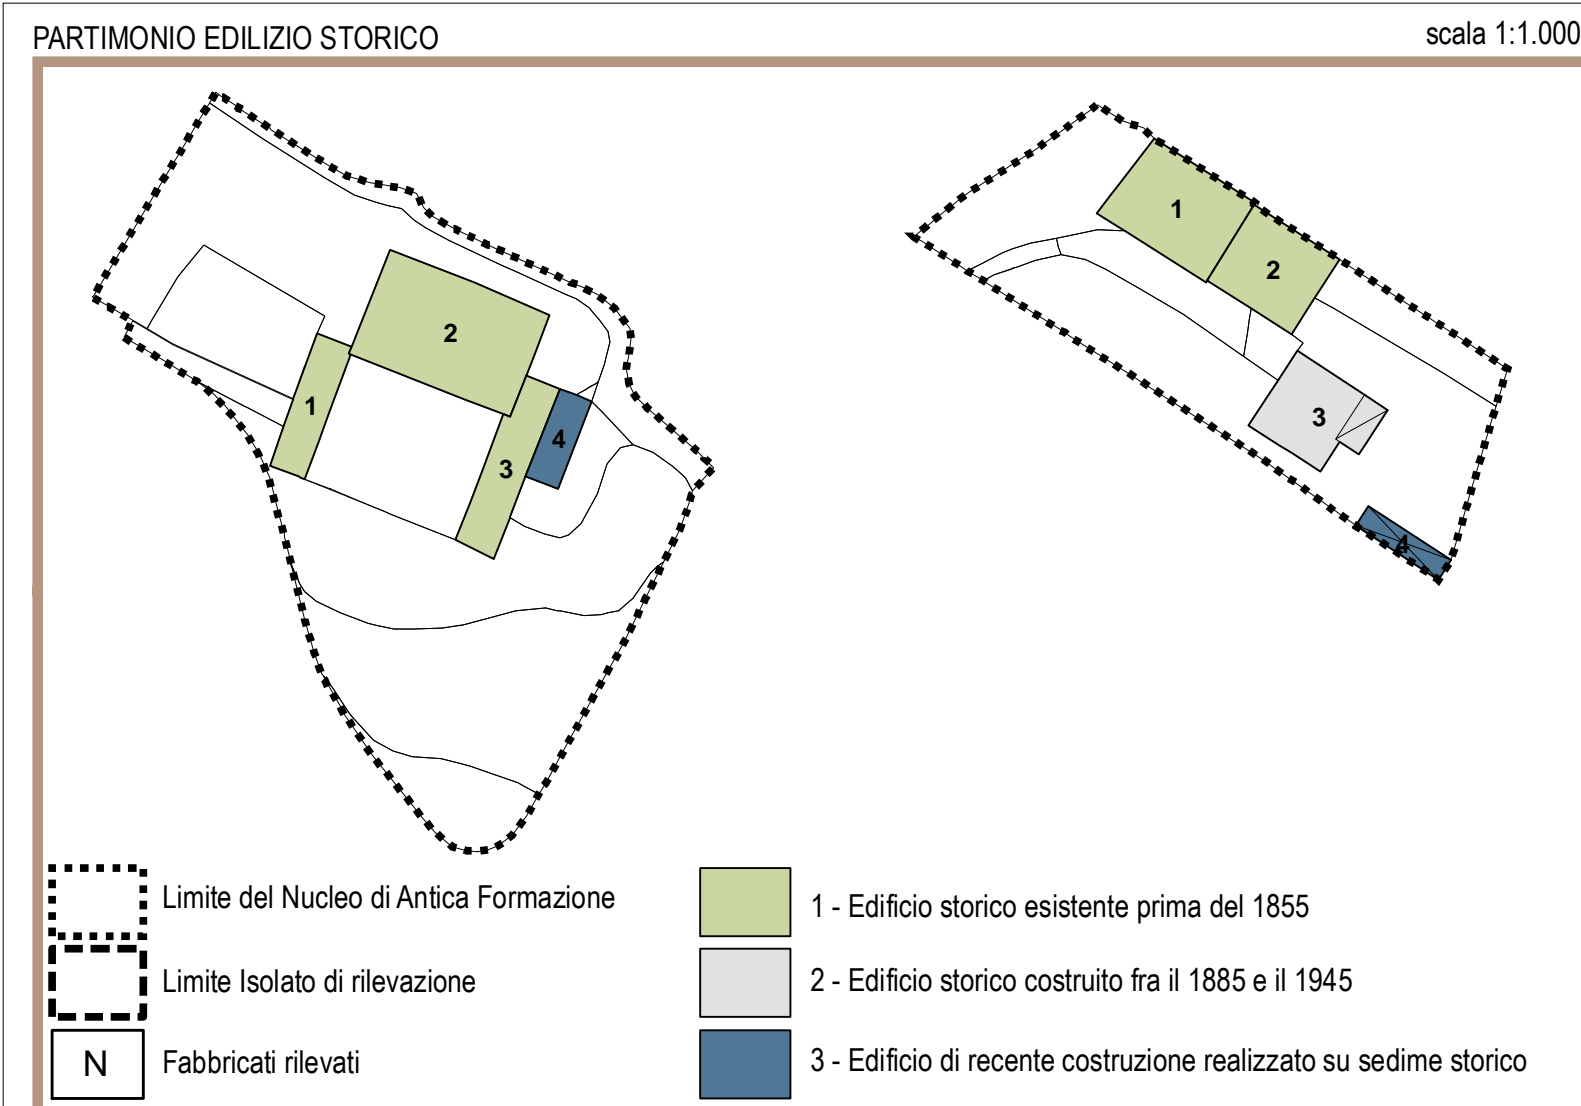 PARTIMONIO EDILIZIO STORICO
scala 1:1.000
1
2
3
4
1
2
3
4
Limite del Nucleo di Antica Formazione
Limite Isolato di rilevazione
N Fabbricati rilevati
1 - Edificio storico esistente prima del 1855
2 - Edificio storico costruito fra il 1885 e il 1945
3 - Edificio di recente costruzione realizzato su sedime storico